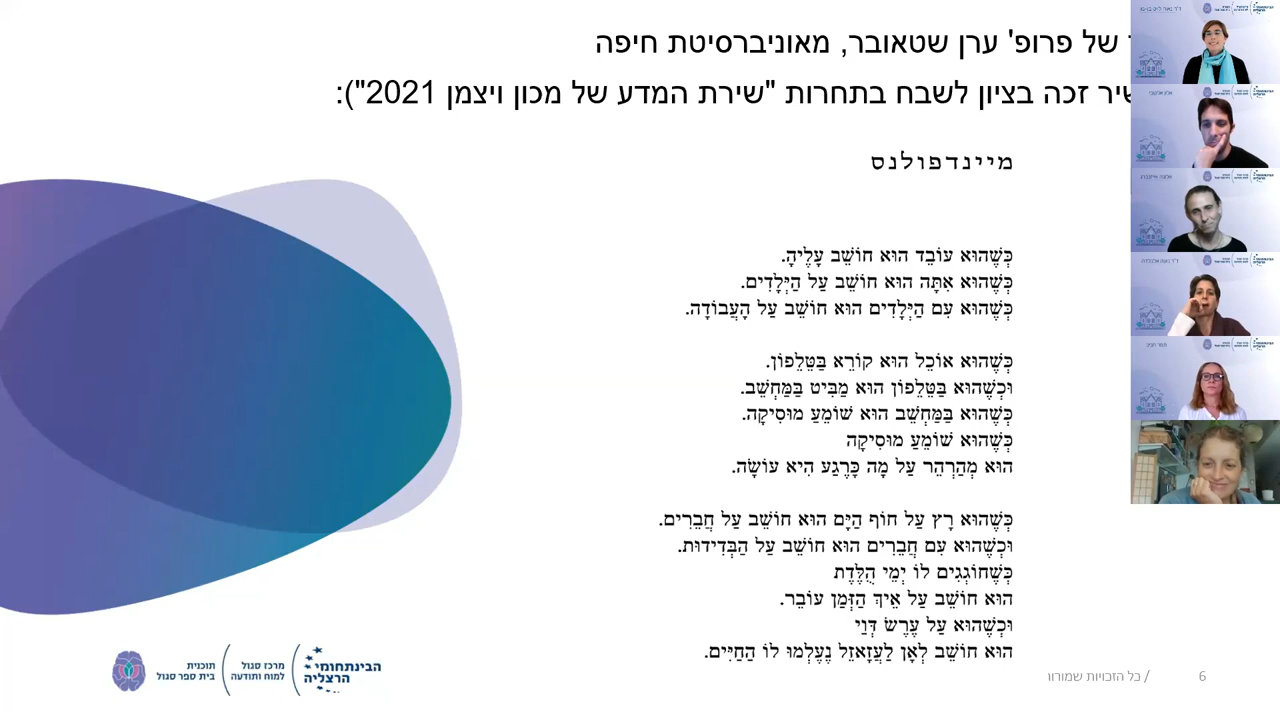 של פרופ' ערן שטאובר, מאוניברסיטת חיפה
שיר זכה בציון לשבח בתחרות "שירת המדע של מכון ויצמן 2021"):
מיינדפולנס
כְּשֶׁהוּא עוֹבֵד הוּא חוֹשֵׁב עָלֶיהָ.
כְּשֶׁהוּא אִתָּהּ הוּא חוֹשֵׁב עַל הַיְּלָדִים.
כְּשֶׁהוּא עִם הַיְּלָדִים הוּא חוֹשֵׁב עַל הָעֲבוֹדָה.
כְּשֶׁהוּא אוֹכֵל הוּא קוֹרֵא בַּטֵּלֵפוֹן.
וּכְשֶׁהוּא בַּטֵּלֵפוֹן הוּא מַבִּיט בַּמַּחְשֵׁב.
כְּשֶׁהוּא בַּמַּחְשֵׁב הוּא שׁוֹמֵעַ מוּסִיקָה.
כְּשֶׁהוּא שׁוֹמֵעַ מוּסִיקָה
הוּא מְהַרְהֵר עַל מָה כָּרֶגַע הִיא עוֹשָׂה.
כְּשֶׁהוּא רָץ עַל חוֹף הַיָּם הוּא חוֹשֵׁב עַל חֲבֵרִים.
וּכְשֶׁהוּא עִם חֲבֵרִים הוּא חוֹשֵׁב עַל הַבְּדִידוּת.
כְּשֶׁחוֹגְגִים לוֹ יְמֵי הֻלֶּדֶת
הוּא חוֹשֵׁב עַל אֵיךְ הַזְּמַן עוֹבֵר.
וּכְשֶׁהוּא עַל עֶרֶשׂ דְּוַי
הוּא חוֹשֵׁב לְאָן לַעֲזָאזֵל נֶעֶלְמוּ לוֹ הַחַיִּים.
הבינתחומי הרצליה
מרכז סגול למוח ותודעה
תוכנית בית ספר סגול
/ כל הזכויות שמורו
6